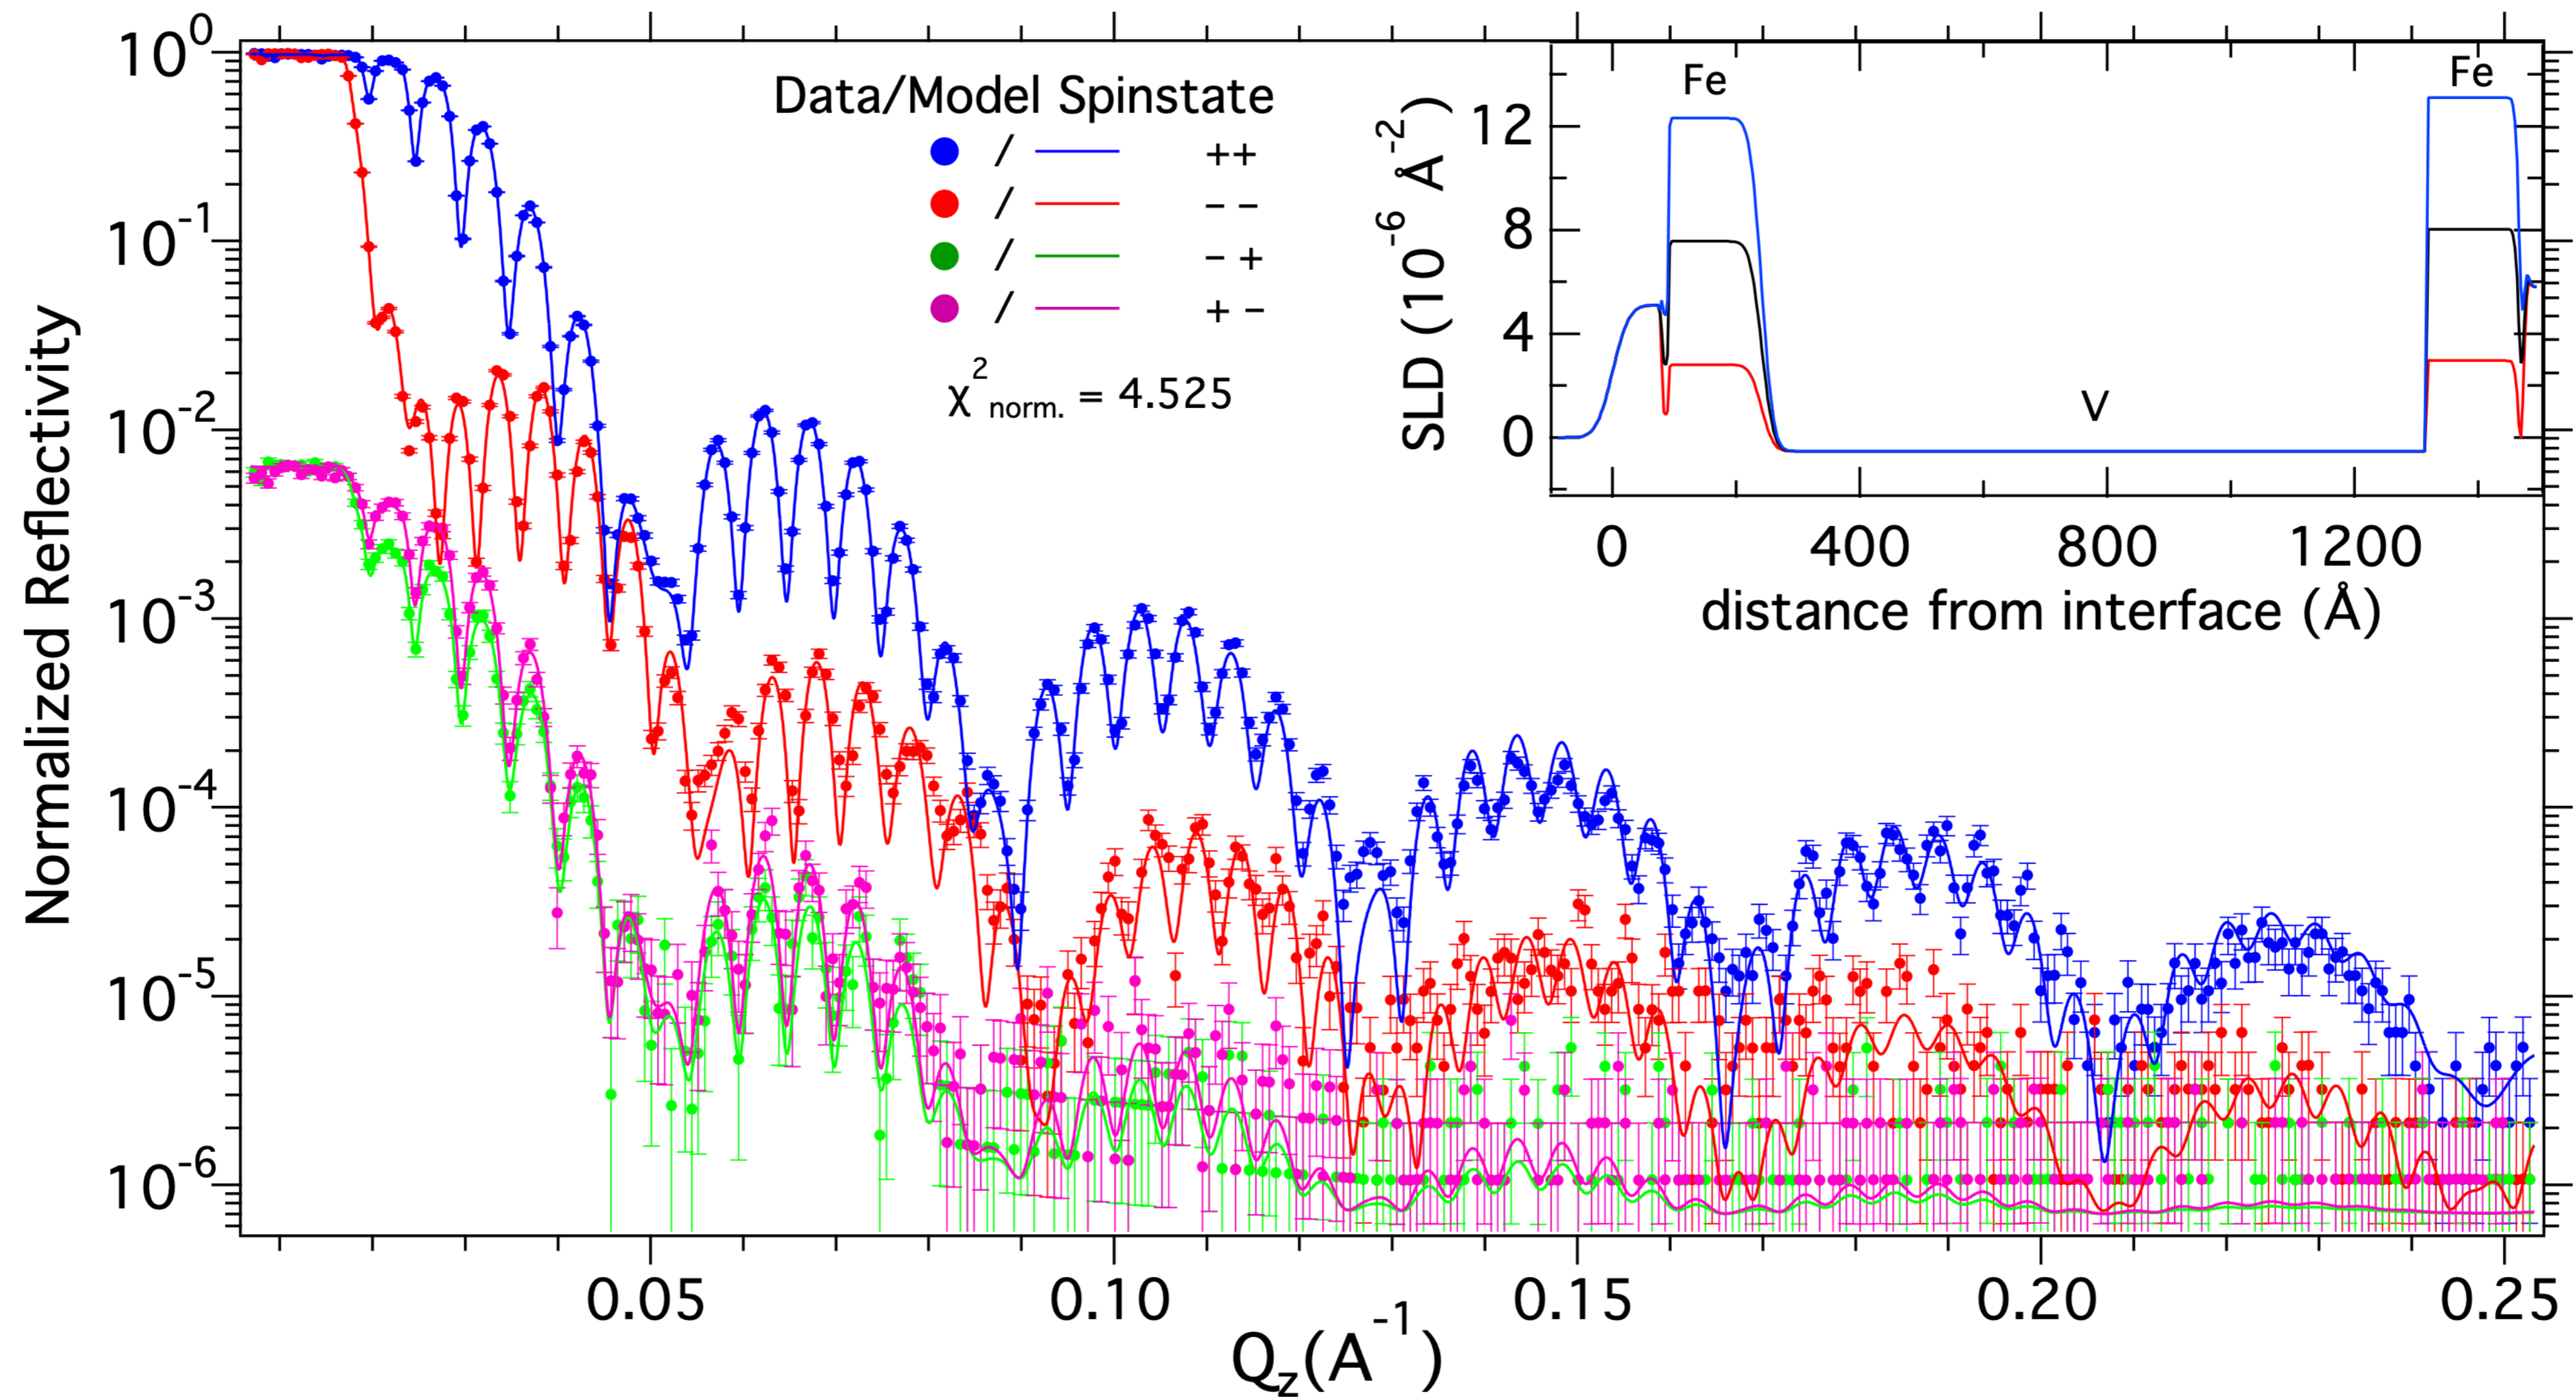 Normalized Reflectivity
10⁰
10⁻¹
10⁻²
10⁻³
10⁻⁴
10⁻⁵
10⁻⁶
Data/Model Spinstate
/ ++
/ − −
/ − +
/ + −
χ² norm. = 4.525
SLD (10⁻⁶ Å⁻²)
12
8
4
0
Fe
Fe
V
0 400 800 1200
distance from interface (Å)
0.05 0.10 0.15 0.20 0.25
Qz(A⁻¹)